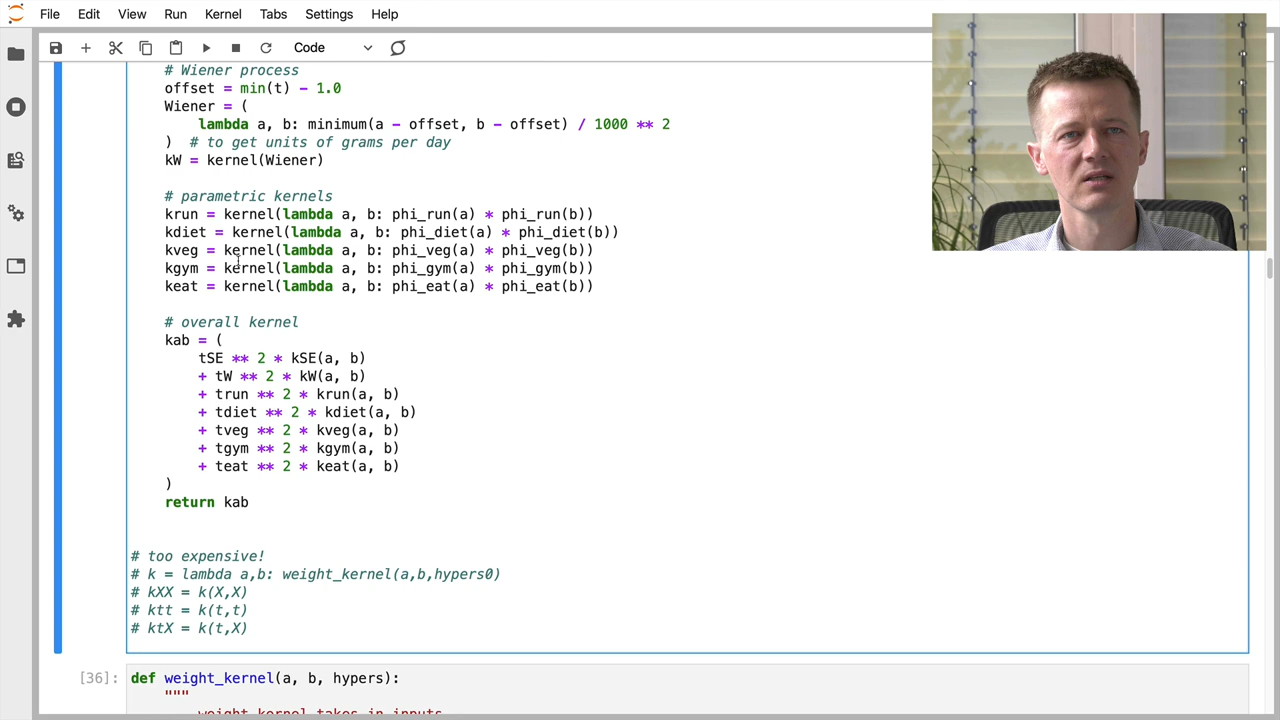 File Edit View Run Kernel Tabs Settings Help
Code
# Wiener process
offset = min(t) - 1.0
Wiener = (
lambda a, b: minimum(a - offset, b - offset) / 1000 ** 2
)  # to get units of grams per day
kW = kernel(Wiener)
# parametric kernels
krun = kernel(lambda a, b: phi_run(a) * phi_run(b))
kdiet = kernel(lambda a, b: phi_diet(a) * phi_diet(b))
kveg = kernel(lambda a, b: phi_veg(a) * phi_veg(b))
kgym = kernel(lambda a, b: phi_gym(a) * phi_gym(b))
keat = kernel(lambda a, b: phi_eat(a) * phi_eat(b))
# overall kernel
kab = (
tSE ** 2 * kSE(a, b)
+ tW ** 2 * kW(a, b)
+ trun ** 2 * krun(a, b)
+ tdiet ** 2 * kdiet(a, b)
+ tveg ** 2 * kveg(a, b)
+ tgym ** 2 * kgym(a, b)
+ teat ** 2 * keat(a, b)
)
return kab
# too expensive!
# k = lambda a,b: weight_kernel(a,b,hypers0)
# kXX = k(X,X)
# ktt = k(t,t)
# ktX = k(t,X)
[36]: def weight_kernel(a, b, hypers):
"""
weight_kernel takes in inputs